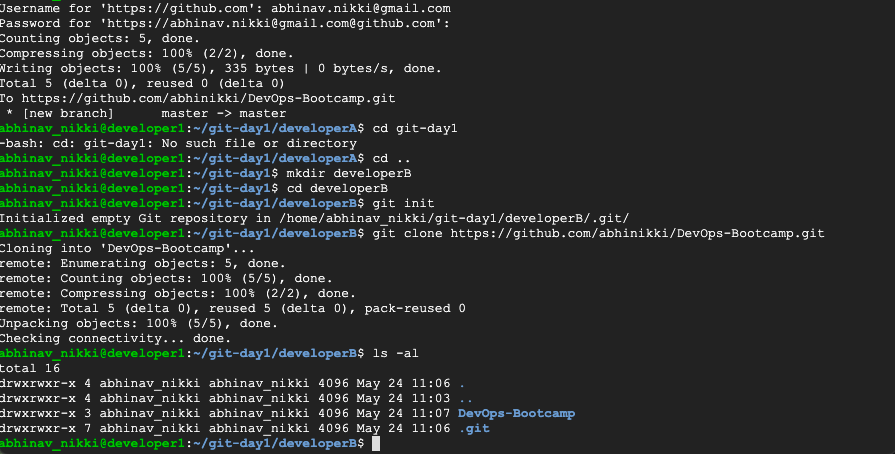 Username for 'https://github.com': abhinav.nikki@gmail.com
Password for 'https://abhinav.nikki@gmail.com@github.com':
Counting objects: 5, done.
Compressing objects: 100% (2/2), done.
Writing objects: 100% (5/5), 335 bytes | 0 bytes/s, done.
Total 5 (delta 0), reused 0 (delta 0)
To https://github.com/abhinikki/DevOps-Bootcamp.git
 * [new branch]      master -> master
abhinav_nikki@developer1:~/git-day1/developerA$ cd git-day1
-bash: cd: git-day1: No such file or directory
abhinav_nikki@developer1:~/git-day1/developerA$ cd ..
abhinav_nikki@developer1:~/git-day1$ mkdir developerB
abhinav_nikki@developer1:~/git-day1$ cd developerB
abhinav_nikki@developer1:~/git-day1/developerB$ git init
Initialized empty Git repository in /home/abhinav_nikki/git-day1/developerB/.git/
abhinav_nikki@developer1:~/git-day1/developerB$ git clone https://github.com/abhinikki/DevOps-Bootcamp.git
Cloning into 'DevOps-Bootcamp'...
remote: Enumerating objects: 5, done.
remote: Counting objects: 100% (5/5), done.
remote: Compressing objects: 100% (2/2), done.
remote: Total 5 (delta 0), reused 5 (delta 0), pack-reused 0
Unpacking objects: 100% (5/5), done.
Checking connectivity... done.
abhinav_nikki@developer1:~/git-day1/developerB$ ls -al
total 16
drwxrwxr-x 4 abhinav_nikki abhinav_nikki 4096 May 24 11:06 .
drwxrwxr-x 4 abhinav_nikki abhinav_nikki 4096 May 24 11:03 ..
drwxrwxr-x 3 abhinav_nikki abhinav_nikki 4096 May 24 11:07 DevOps-Bootcamp
drwxrwxr-x 7 abhinav_nikki abhinav_nikki 4096 May 24 11:06 .git
abhinav_nikki@developer1:~/git-day1/developerB$